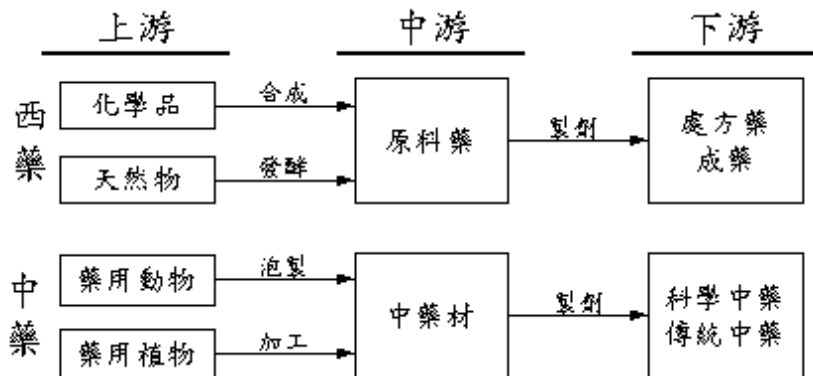 上游 中游 下游
西藥
化學品 合成
原料藥 製劑 處方藥
成藥
天然物 發酵
中藥
藥用動物 泡製
中藥材 製劑 科學中藥
傳統中藥
藥用植物 加工